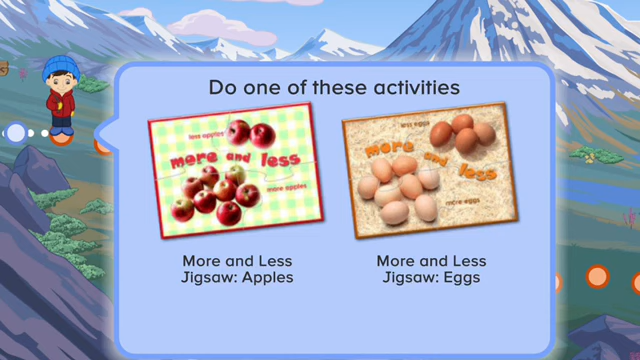 Do one of these activities
less apples
more and less
more apples
less eggs
more and less
more eggs
More and Less
Jigsaw: Apples
More and Less
Jigsaw: Eggs